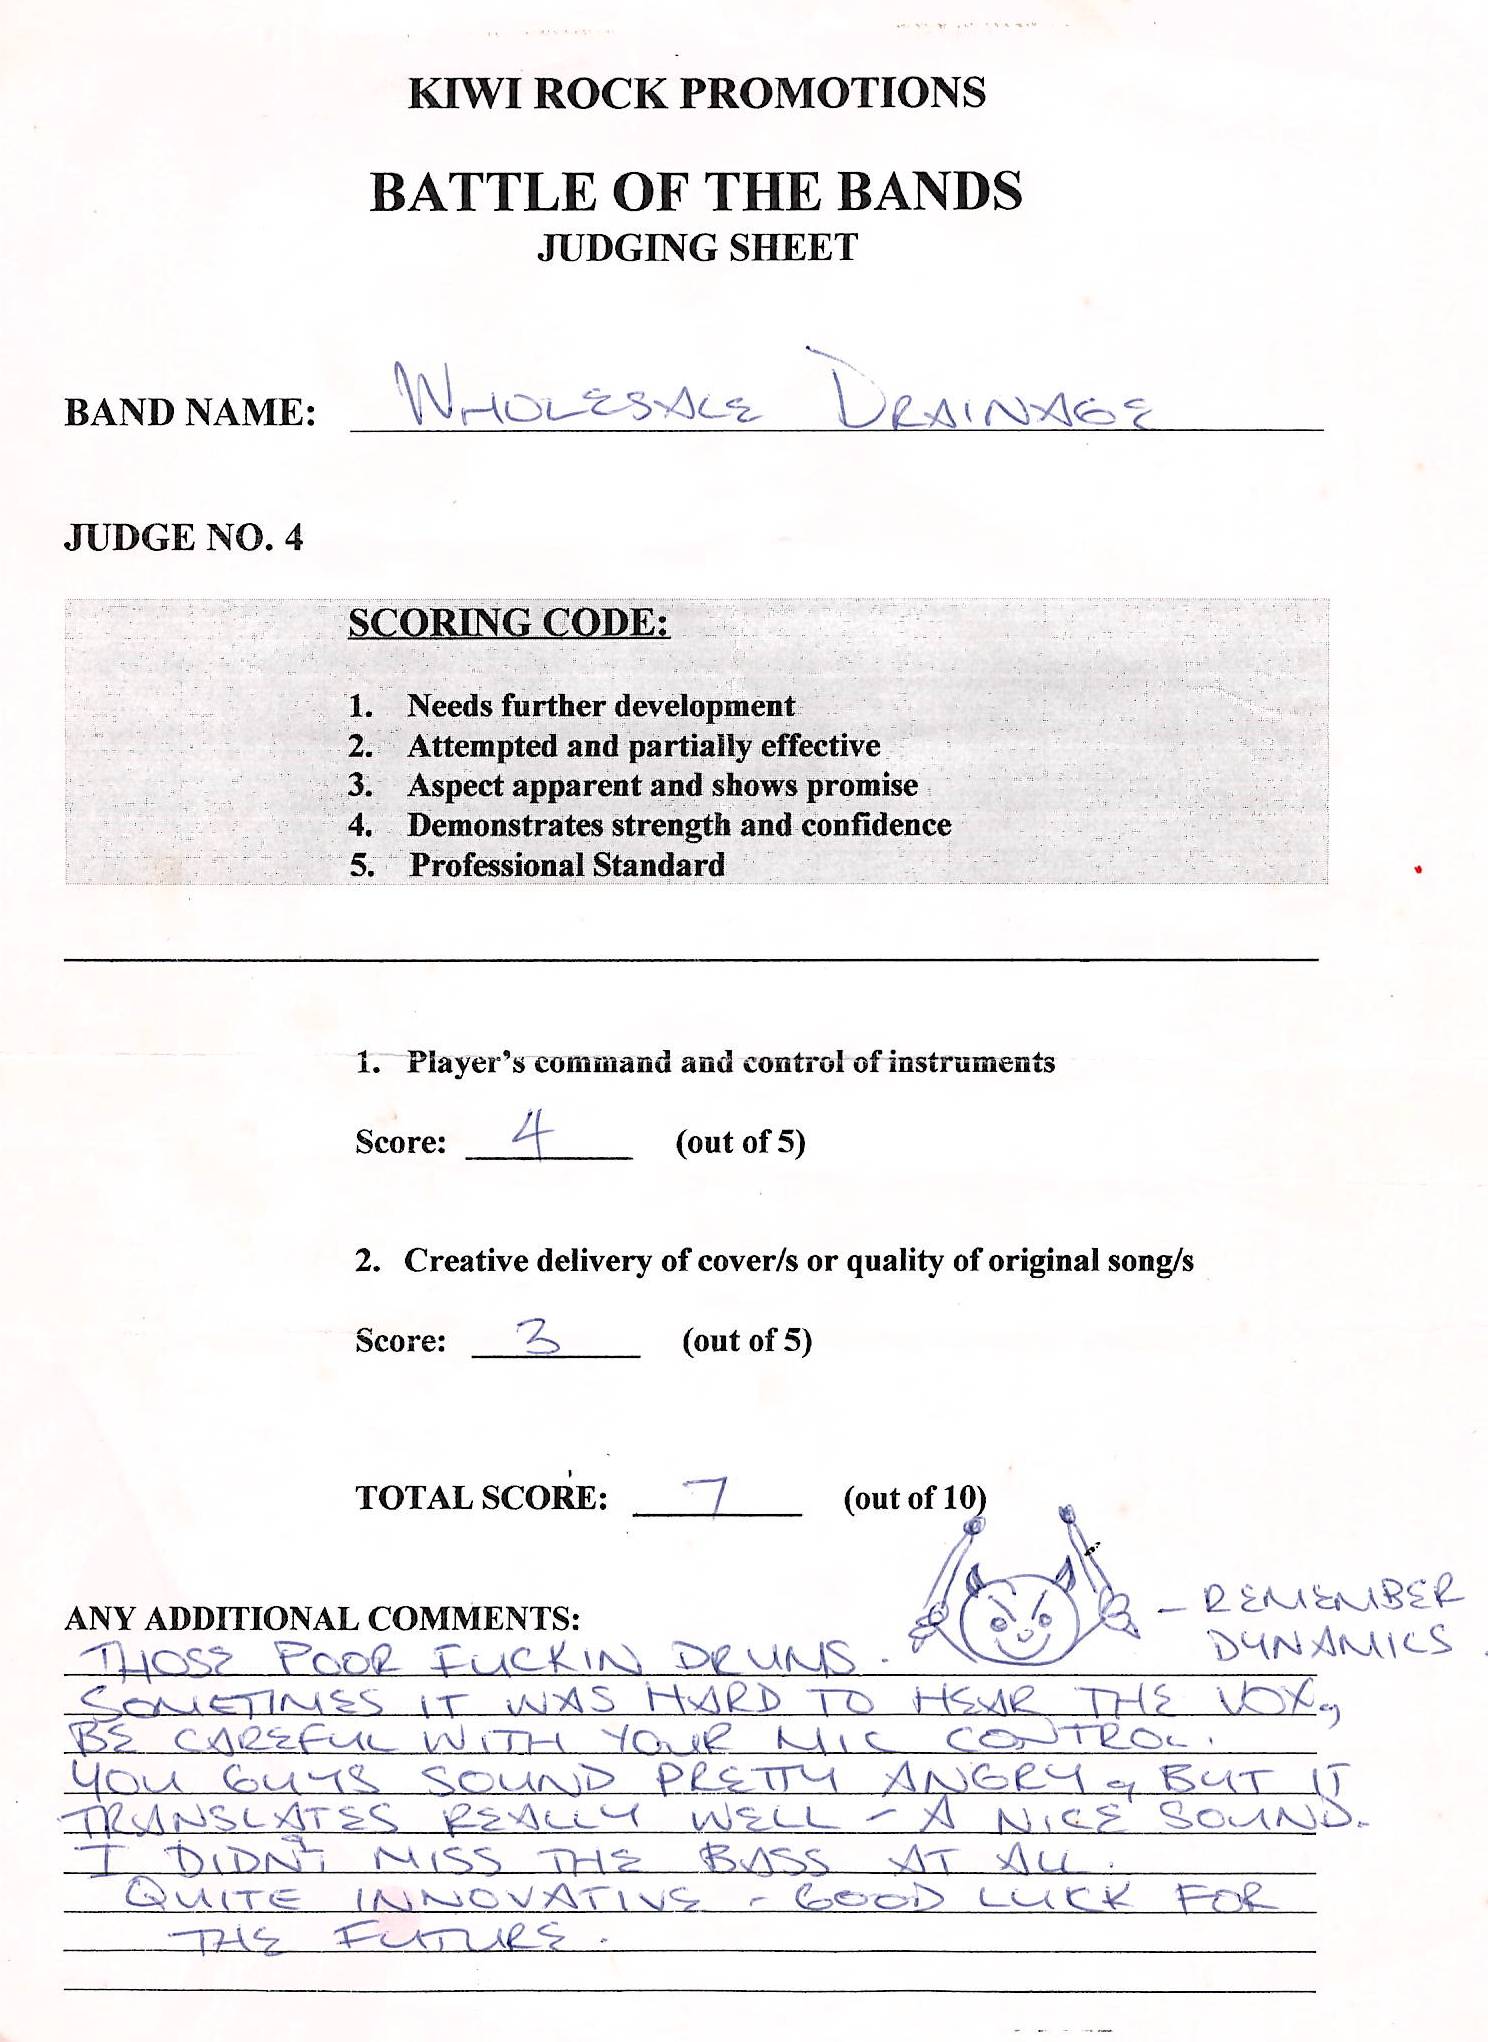 KIWI ROCK PROMOTIONS
BATTLE OF THE BANDS
JUDGING SHEET
BAND NAME: WHOLESALE DRAINAGE
JUDGE NO. 4
SCORING CODE:
1. Needs further development
2. Attempted and partially effective
3. Aspect apparent and shows promise
4. Demonstrates strength and confidence
5. Professional Standard
1. Player's command and control of instruments
Score: 4 (out of 5)
2. Creative delivery of cover/s or quality of original song/s
Score: 3 (out of 5)
TOTAL SCORE: 7 (out of 10)
- REMEMBER
DYNAMICS.
ANY ADDITIONAL COMMENTS:
THOSE POOR FUCKIN DRUMS.
SOMETIMES IT WAS HARD TO HEAR THE VOX,
BE CAREFUL WITH YOUR MIC CONTROL.
YOU GUYS SOUND PRETTY ANGRY, BUT IT
TRANSLATES REALLY WELL - A NICE SOUND.
I DIDN'T MISS THE BASS AT ALL.
QUITE INNOVATIVE - GOOD LUCK FOR
THE FUTURE.